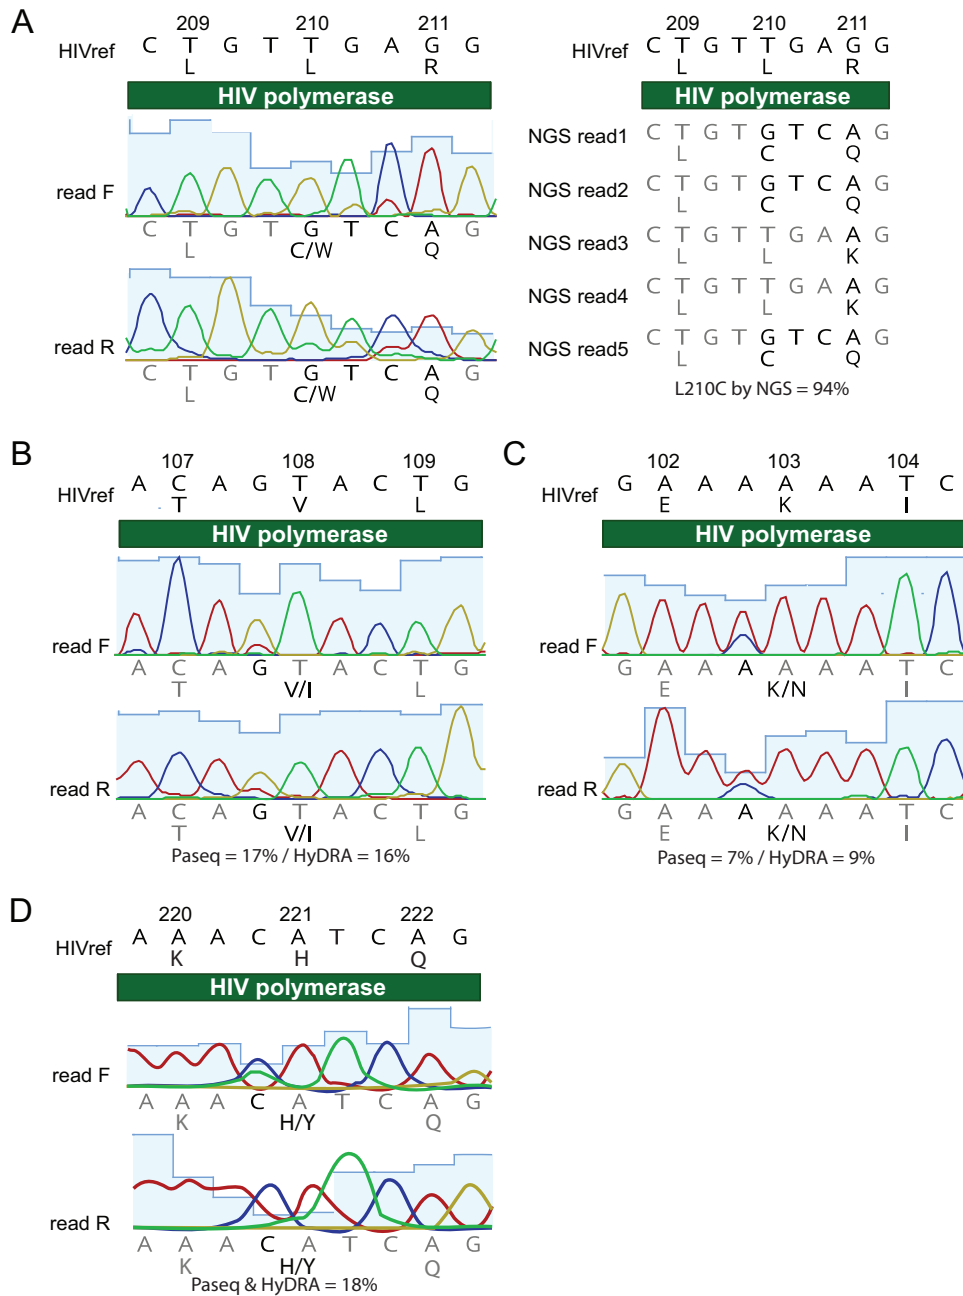 A
209 210 211
HIVref C T G T T G A G G
L L R
HIV polymerase
read F
C T G T G T C A G
L C/W Q
read R
C T G T G T C A G
L C/W Q
209 210 211
HIVref C T G T T G A G G
L L R
HIV polymerase
NGS read1 C T G T G T C A G
L C Q
NGS read2 C T G T G T C A G
L C Q
NGS read3 C T G T T G A A G
L L K
NGS read4 C T G T T G A A G
L L K
NGS read5 C T G T G T C A G
L C Q
L210C by NGS = 94%
B
107 108 109
HIVref A C A G T A C T G
T V L
HIV polymerase
read F
A C A G T A C T G
T V/I L
read R
A C A G T A C T G
T V/I L
Paseq = 17% / HyDRA = 16%
C
102 103 104
HIVref G A A A A A A T C
E K I
HIV polymerase
read F
G A A A A A A T C
E K/N I
read R
G A A A A A A T C
E K/N I
Paseq = 7% / HyDRA = 9%
D
220 221 222
HIVref A A A C A T C A G
K H Q
HIV polymerase
read F
A A A C A T C A G
K H/Y Q
read R
A A A C A T C A G
K H/Y Q
Paseq & HyDRA = 18%